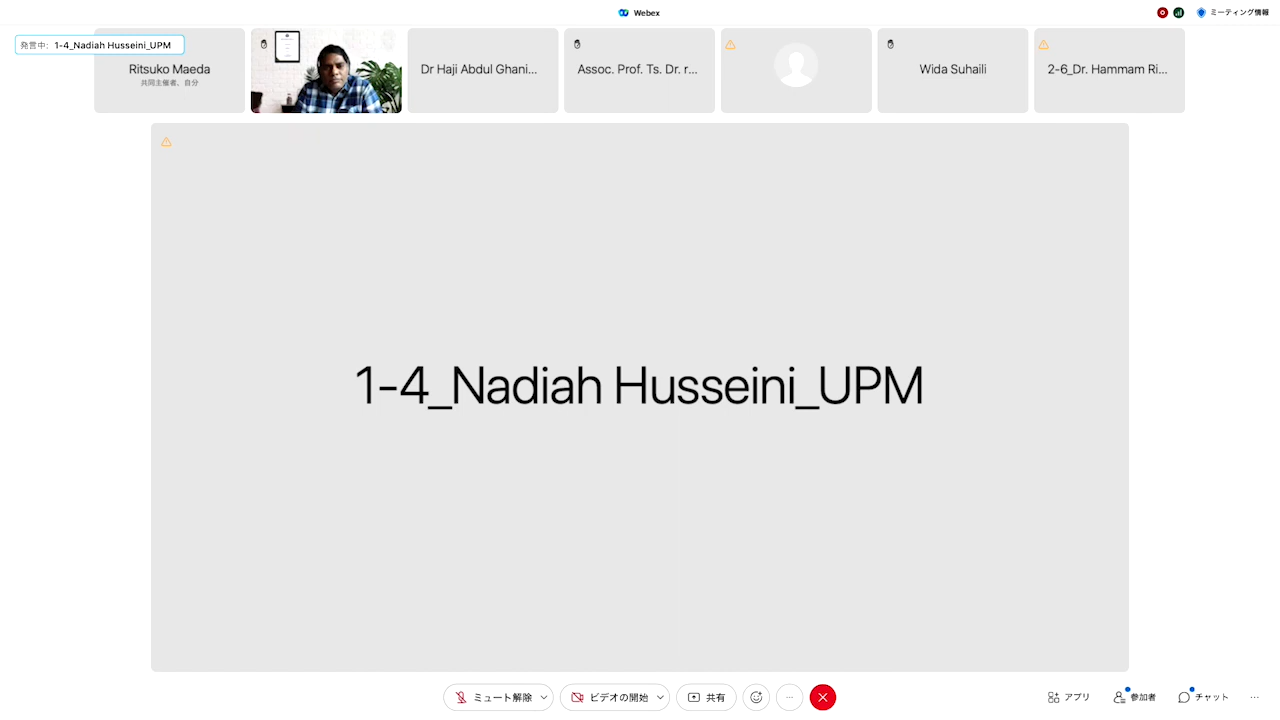 Webex
ミーティング情報
発言中: 1-4_Nadiah Husseini_UPM
Ritsuko Maeda
共同主催者、自分
Dr Haji Abdul Ghani...
Assoc. Prof. Ts. Dr. r...
Wida Suhaili
2-6_Dr. Hammam Ri...
1-4_Nadiah Husseini_UPM
ミュート解除
ビデオの開始
共有
アプリ
参加者
チャット